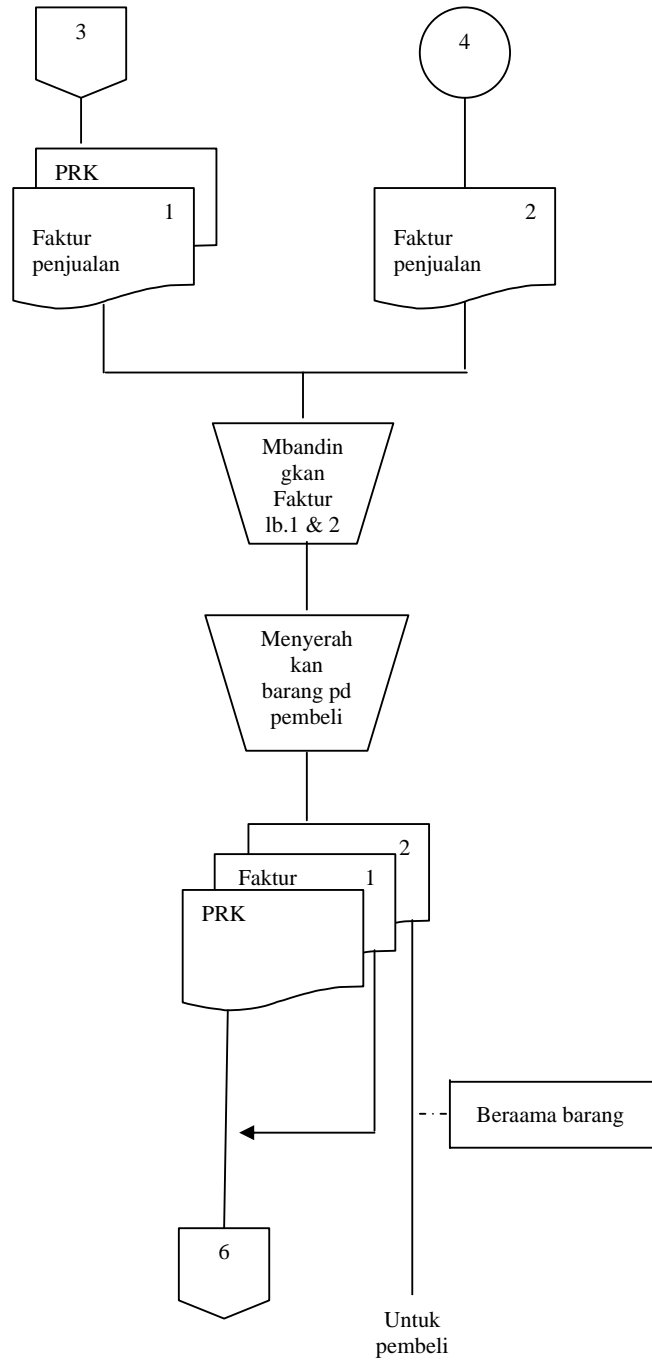 3
4
PRK
1
Faktur
penjualan
2
Faktur
penjualan
Mbandin
gkan
Faktur
lb.1 & 2
Menyerah
kan
barang pd
pembeli
2
Faktur 1
PRK
Beraama barang
6
Untuk
pembeli